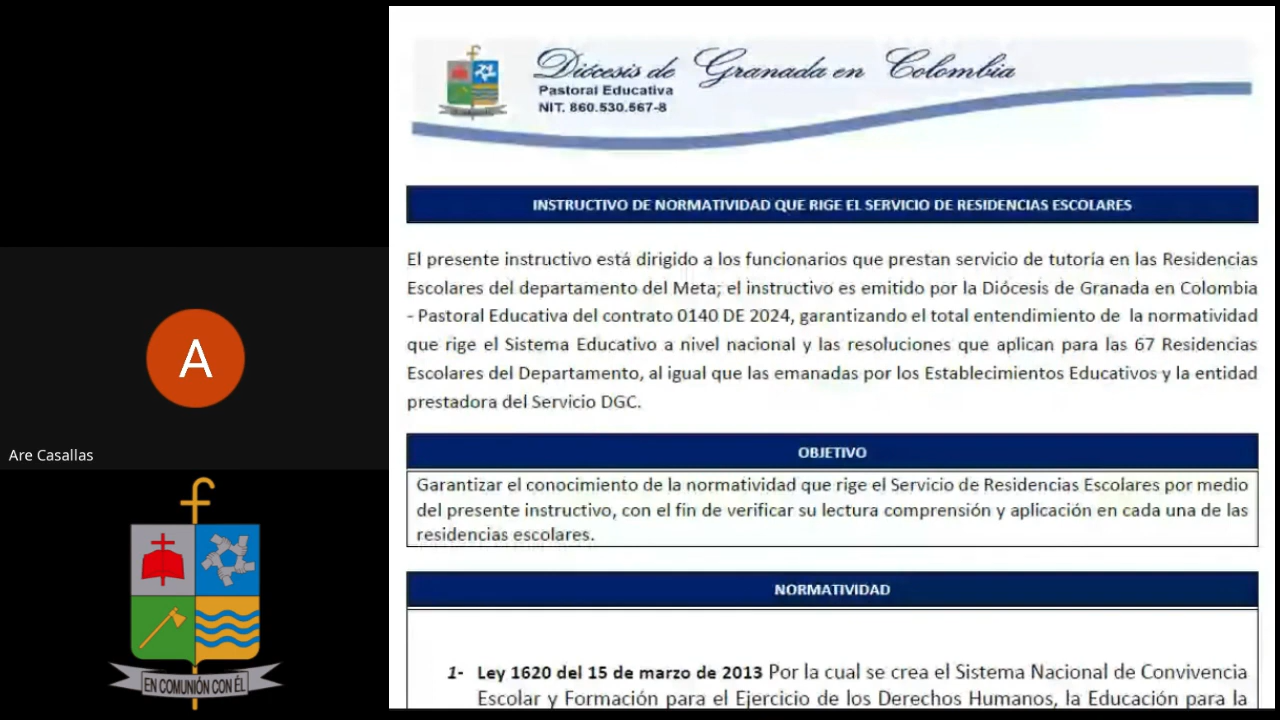 Diócesis de Granada en Colombia
Pastoral Educativa
NIT. 860.530.567-8
INSTRUCTIVO DE NORMATIVIDAD QUE RIGE EL SERVICIO DE RESIDENCIAS ESCOLARES
El presente instructivo está dirigido a los funcionarios que prestan servicio de tutoría en las Residencias
Escolares del departamento del Meta; el instructivo es emitido por la Diócesis de Granada en Colombia
- Pastoral Educativa del contrato 0140 DE 2024, garantizando el total entendimiento de la normatividad
que rige el Sistema Educativo a nivel nacional y las resoluciones que aplican para las 67 Residencias
Escolares del Departamento, al igual que las emanadas por los Establecimientos Educativos y la entidad
prestadora del Servicio DGC.
OBJETIVO
Garantizar el conocimiento de la normatividad que rige el Servicio de Residencias Escolares por medio
del presente instructivo, con el fin de verificar su lectura comprensión y aplicación en cada una de las
residencias escolares.
NORMATIVIDAD
1- Ley 1620 del 15 de marzo de 2013 Por la cual se crea el Sistema Nacional de Convivencia
Escolar y Formación para el Ejercicio de los Derechos Humanos, la Educación para la
A
Are Casallas
EN COMUNIÓN CON ÉL